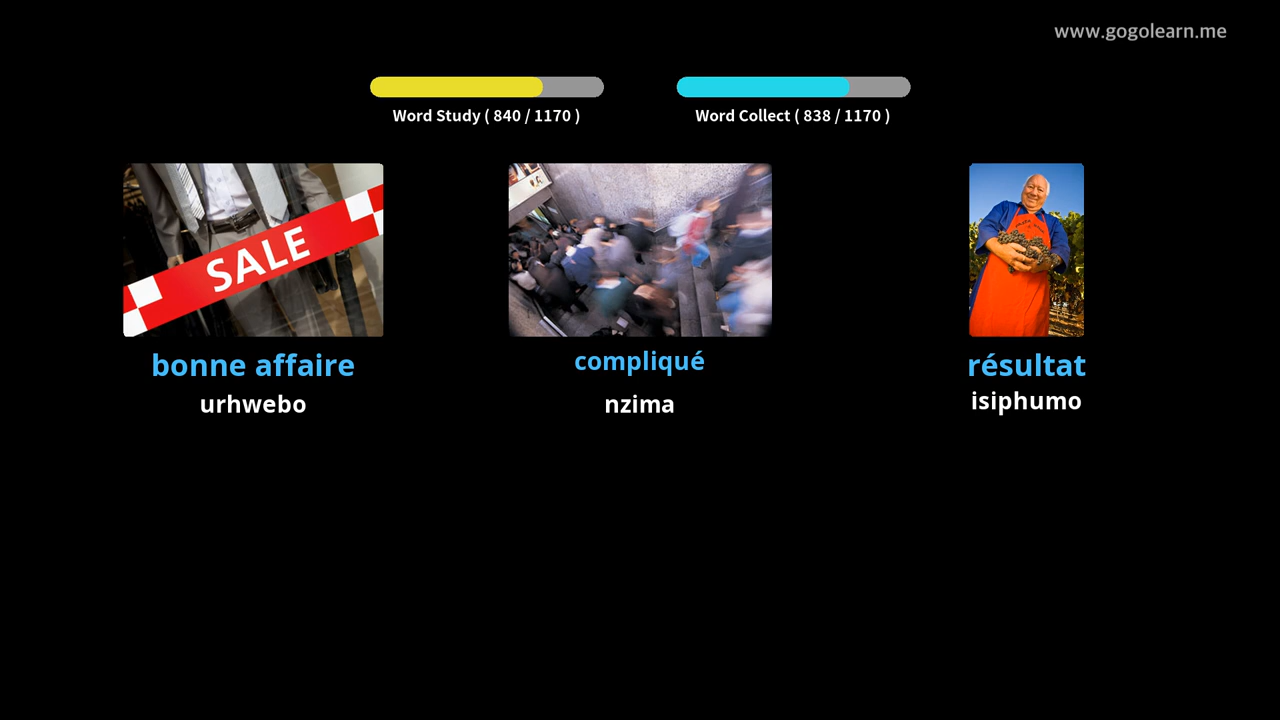 www.gogolearn.me
Word Study ( 840 / 1170 )
Word Collect ( 838 / 1170 )
SALE
bonne affaire
compliqué
résultat
urhwebo
nzima
isiphumo